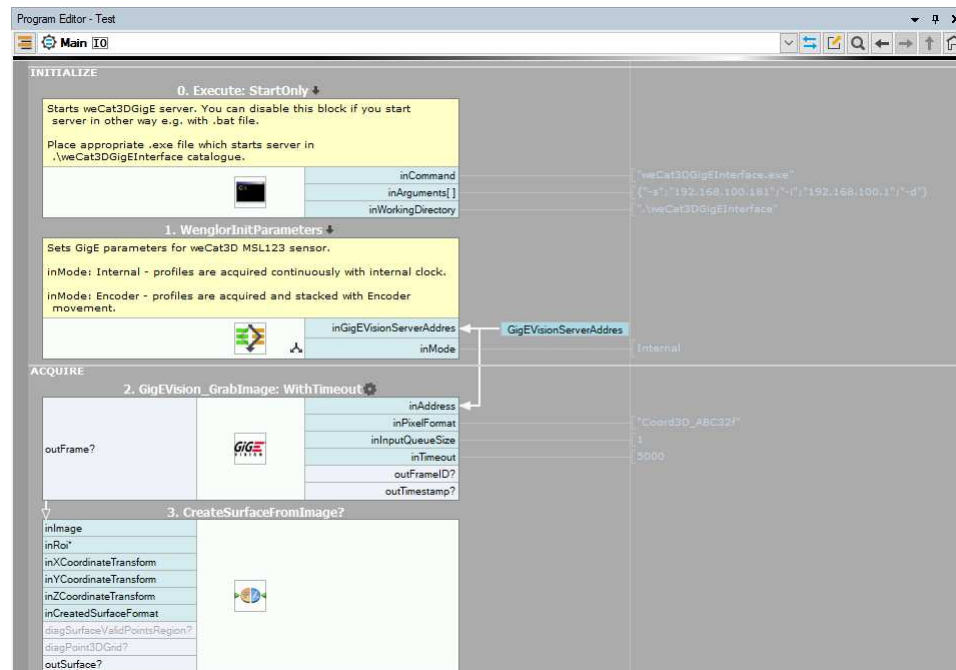 Program Editor - Test
Main IO
INITIALIZE
0. Execute: StartOnly
Starts weCat3DGigE server. You can disable this block if you start
server in other way e.g. with .bat file.
Place appropriate .exe file which starts server in
.\weCat3DGigEInterface catalogue.
inCommand
"weCat3DGigEInterface.exe"
inArguments[]
{"-s";"192.168.100.181";"-i";"192.168.100.1";"-d"}
inWorkingDirectory
".\weCat3DGigEInterface"
1. WenglorInitParameters
Sets GigE parameters for weCat3D MSL123 sensor.
inMode: Internal - profiles are acquired continuously with internal clock.
inMode: Encoder - profiles are acquired and stacked with Encoder
movement.
inGigEVisionServerAddres
GigEVisionServerAddres
inMode
Internal
ACQUIRE
2. GigEVision_GrabImage: WithTimeout
outFrame?
GiGE
VISION
inAddress
inPixelFormat
"Coord3D_ABC32f"
inInputQueueSize
1
inTimeout
5000
outFrameID?
outTimestamp?
3. CreateSurfaceFromImage?
inImage
inRoi*
inXCoordinateTransform
inYCoordinateTransform
inZCoordinateTransform
inCreatedSurfaceFormat
diagSurfaceValidPointsRegion?
diagPoint3DGrid?
outSurface?